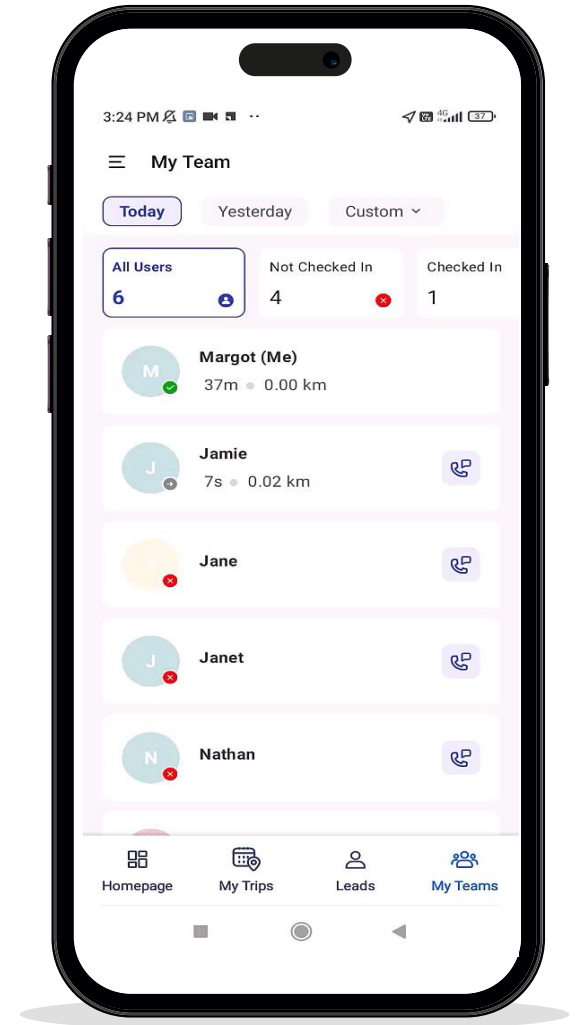 3:24 PM 4G 37
My Team
Today Yesterday Custom
All Users Not Checked In Checked In
6 4 1
M Margot (Me)
37m 0.00 km
J Jamie
7s 0.02 km
Jane
J Janet
N Nathan
Homepage My Trips Leads My Teams